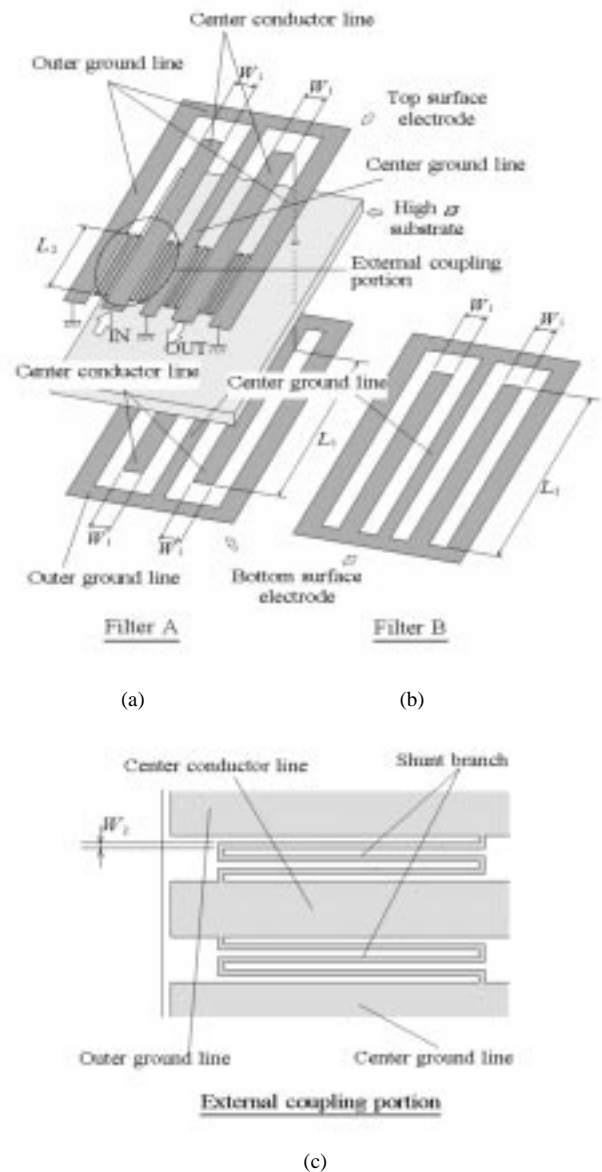 Center conductor line
Outer ground line
W₁
W₁
Top surface
electrode
Center ground line
High εr
substrate
L₂
External coupling
portion
IN
OUT
W₁
W₁
Center conductor line
Center ground line
L₁
L₁
W₁
W₁
Outer ground line
Bottom surface
electrode
Filter A
Filter B
(a)
(b)
Center conductor line
Shunt branch
W₂
Outer ground line
Center ground line
External coupling portion
(c)